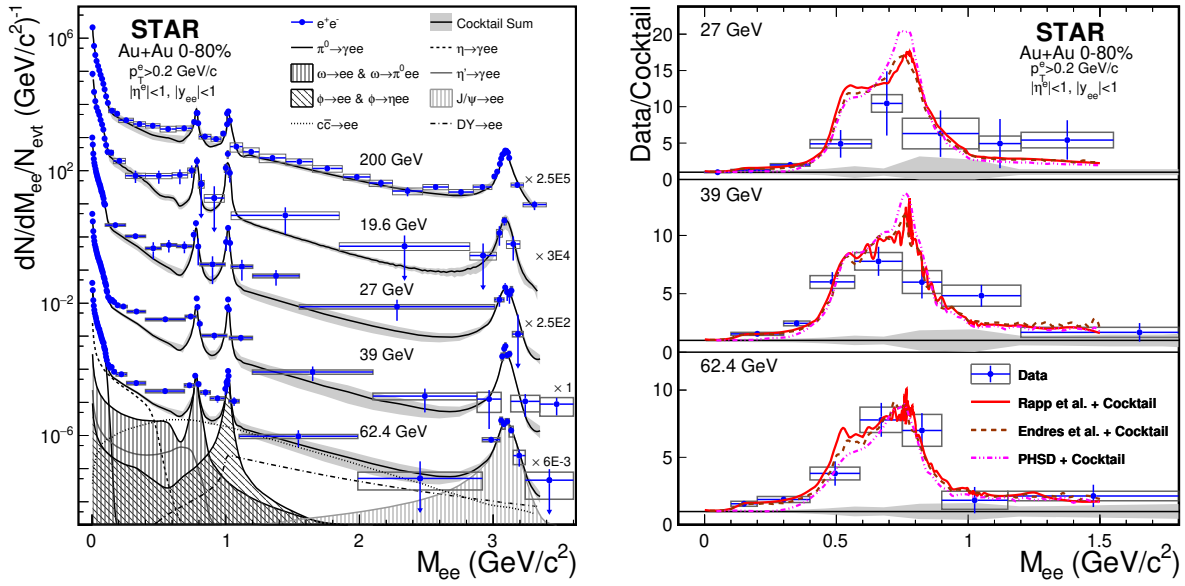 dN/dM_ee/N_evt (GeV/c²)⁻¹
10⁶
10²
10⁻²
10⁻⁶
STAR
Au+Au 0-80%
p_T^e>0.2 GeV/c
|η^e|<1, |y_ee|<1
e⁺e⁻
Cocktail Sum
π⁰→γee
η→γee
ω→ee & ω→π⁰ee
η'→γee
ϕ→ee & ϕ→ηee
J/ψ→ee
cc̄→ee
DY→ee
200 GeV
× 2.5E5
19.6 GeV
× 3E4
27 GeV
× 2.5E2
39 GeV
× 1
62.4 GeV
× 6E-3
0 1 2 3
M_ee (GeV/c²)
Data/Cocktail
27 GeV
STAR
Au+Au 0-80%
p_T^e>0.2 GeV/c
|η^e|<1, |y_ee|<1
20
15
10
5
0
39 GeV
10
5
0
62.4 GeV
10
5
0
Data
Rapp et al. + Cocktail
Endres et al. + Cocktail
PHSD + Cocktail
0 0.5 1.0 1.5
M_ee (GeV/c²)